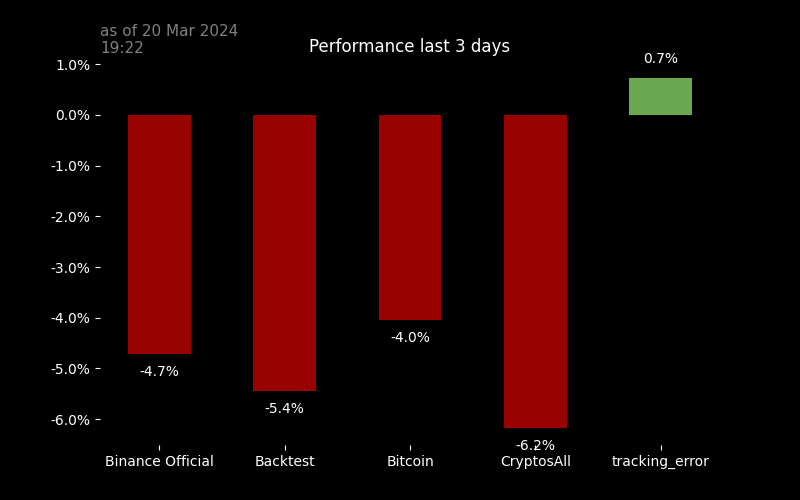 as of 20 Mar 2024
19:22
Performance last 3 days
1.0%
0.0%
-1.0%
-2.0%
-3.0%
-4.0%
-5.0%
-6.0%
-4.7%
-5.4%
-4.0%
-6.2%
0.7%
Binance Official
Backtest
Bitcoin
CryptosAll
tracking_error